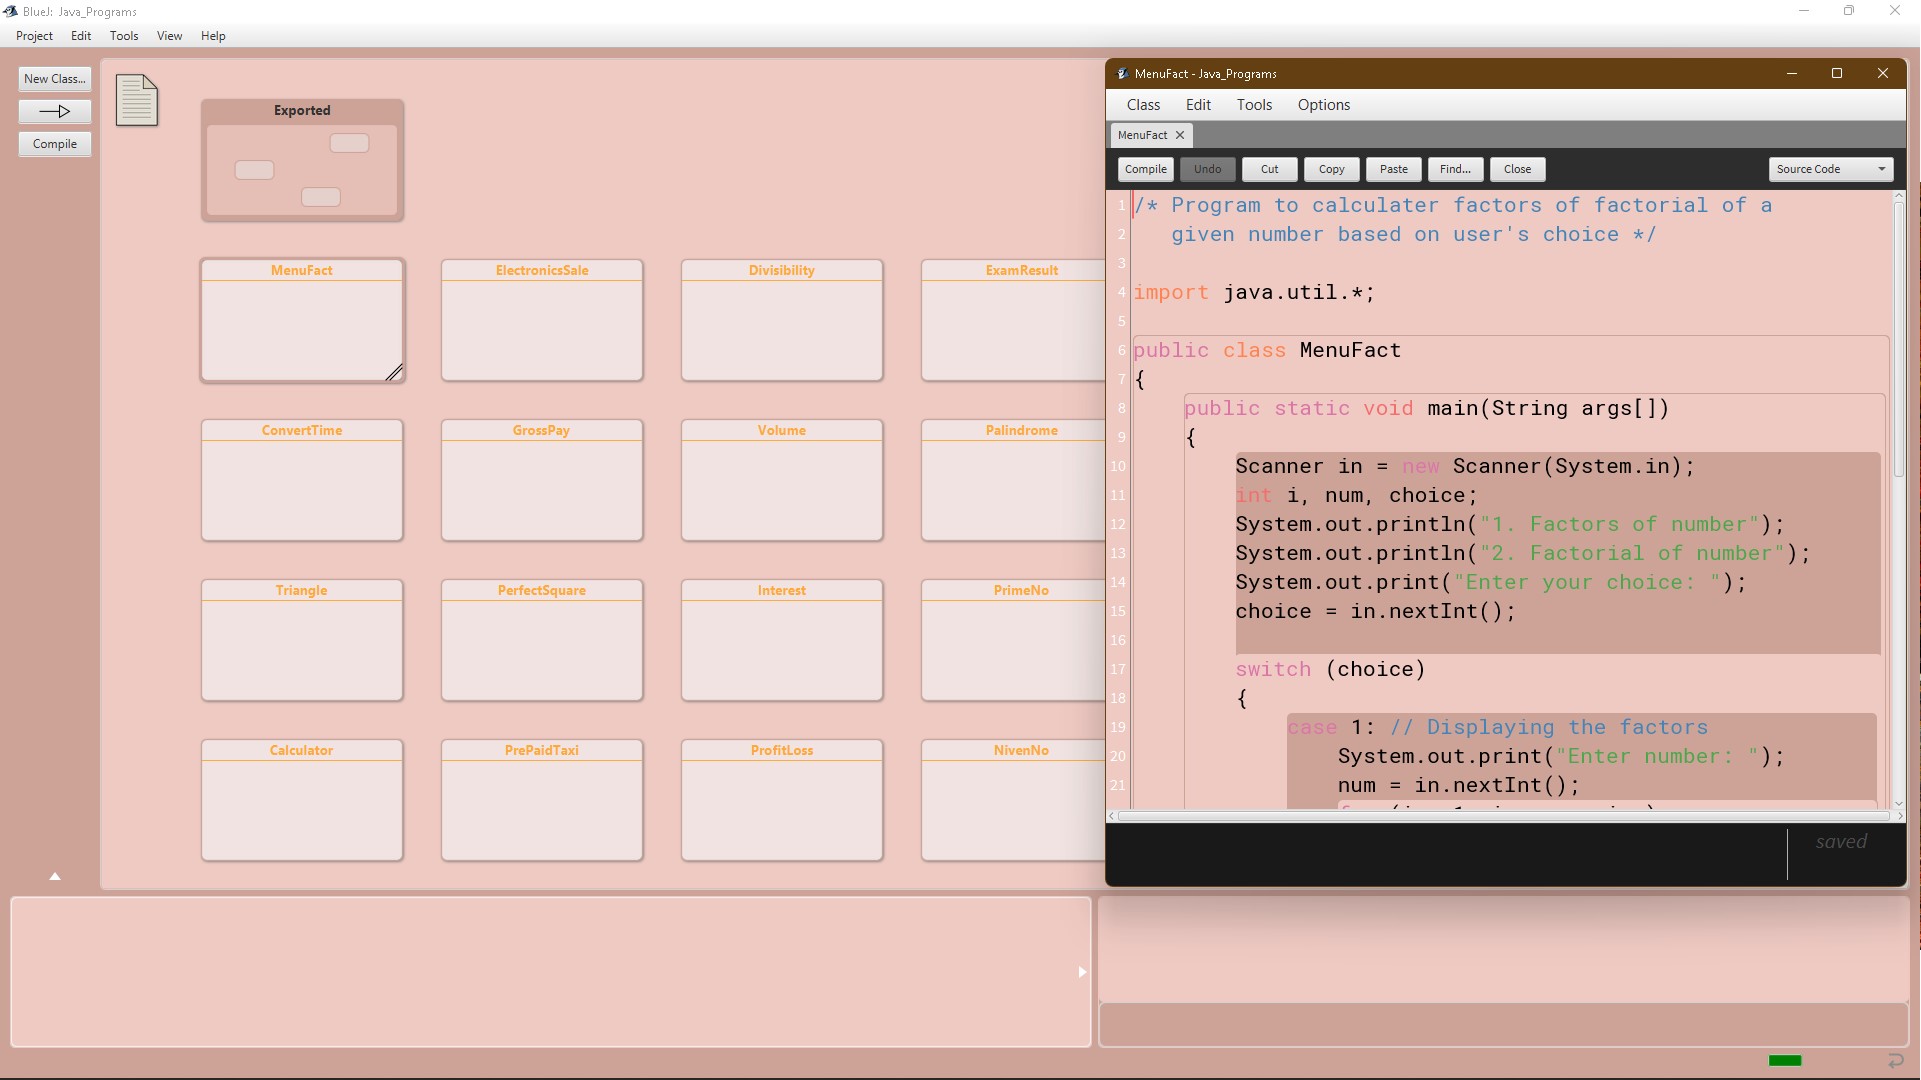 BlueJ: Java_Programs
Project Edit Tools View Help
New Class...
Compile
Exported
MenuFact
ElectronicsSale
Divisibility
ExamResult
ConvertTime
GrossPay
Volume
Palindrome
Triangle
PerfectSquare
Interest
PrimeNo
Calculator
PrePaidTaxi
ProfitLoss
NivenNo
MenuFact - Java_Programs
Class Edit Tools Options
MenuFact
Compile Undo Cut Copy Paste Find... Close Source Code
1 /* Program to calculater factors of factorial of a
2    given number based on user's choice */
3
4 import java.util.*;
5
6 public class MenuFact
7 {
8     public static void main(String args[])
9     {
10         Scanner in = new Scanner(System.in);
11         int i, num, choice;
12         System.out.println("1. Factors of number");
13         System.out.println("2. Factorial of number");
14         System.out.print("Enter your choice: ");
15         choice = in.nextInt();
16
17         switch (choice)
18         {
19             case 1: // Displaying the factors
20                 System.out.print("Enter number: ");
21                 num = in.nextInt();
saved